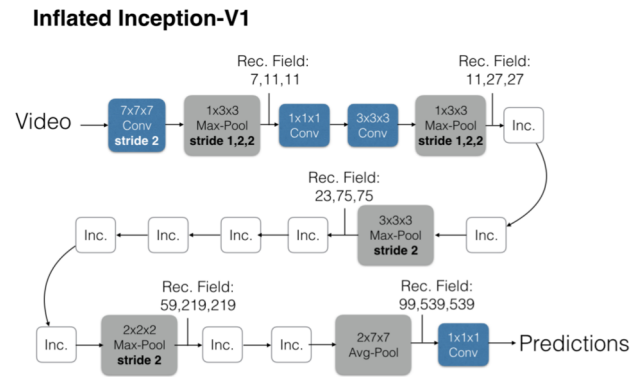 Inflated Inception-V1
Rec. Field:
7,11,11
Rec. Field:
11,27,27
Video
7x7x7
Conv
stride 2
1x3x3
Max-Pool
stride 1,2,2
1x1x1
Conv
3x3x3
Conv
1x3x3
Max-Pool
stride 1,2,2
Inc.
Rec. Field:
23,75,75
Inc.
Inc.
Inc.
Inc.
3x3x3
Max-Pool
stride 2
Inc.
Rec. Field:
59,219,219
Rec. Field:
99,539,539
Inc.
2x2x2
Max-Pool
stride 2
Inc.
Inc.
2x7x7
Avg-Pool
1x1x1
Conv
Predictions